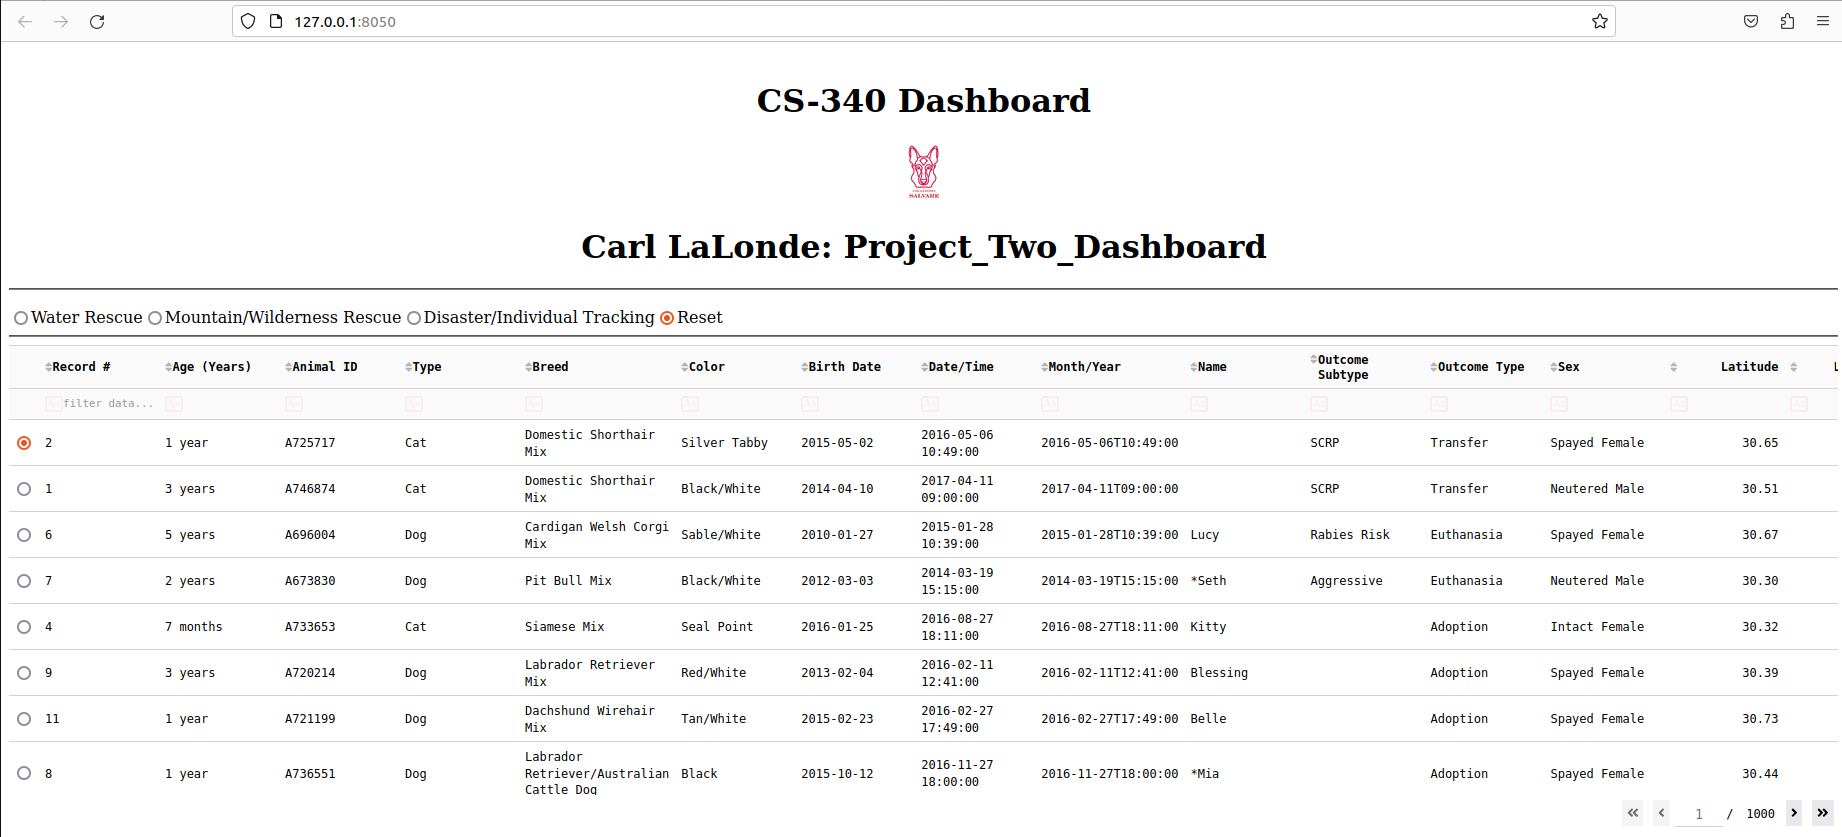 127.0.0.1:8050
CS-340 Dashboard
SALVARE
Carl LaLonde: Project_Two_Dashboard
Water Rescue Mountain/Wilderness Rescue Disaster/Individual Tracking Reset
Record # Age (Years) Animal ID Type Breed Color Birth Date Date/Time Month/Year Name Outcome Subtype Outcome Type Sex Latitude L
Aa filter data... Aa Aa Aa Aa Aa Aa Aa Aa Aa Aa Aa Aa Aa Aa
2 1 year A725717 Cat Domestic Shorthair Mix Silver Tabby 2015-05-02 2016-05-06 10:49:00 2016-05-06T10:49:00 SCRP Transfer Spayed Female 30.65
1 3 years A746874 Cat Domestic Shorthair Mix Black/White 2014-04-10 2017-04-11 09:00:00 2017-04-11T09:00:00 SCRP Transfer Neutered Male 30.51
6 5 years A696004 Dog Cardigan Welsh Corgi Mix Sable/White 2010-01-27 2015-01-28 10:39:00 2015-01-28T10:39:00 Lucy Rabies Risk Euthanasia Spayed Female 30.67
7 2 years A673830 Dog Pit Bull Mix Black/White 2012-03-03 2014-03-19 15:15:00 2014-03-19T15:15:00 *Seth Aggressive Euthanasia Neutered Male 30.30
4 7 months A733653 Cat Siamese Mix Seal Point 2016-01-25 2016-08-27 18:11:00 2016-08-27T18:11:00 Kitty Adoption Intact Female 30.32
9 3 years A720214 Dog Labrador Retriever Mix Red/White 2013-02-04 2016-02-11 12:41:00 2016-02-11T12:41:00 Blessing Adoption Spayed Female 30.39
11 1 year A721199 Dog Dachshund Wirehair Mix Tan/White 2015-02-23 2016-02-27 17:49:00 2016-02-27T17:49:00 Belle Adoption Spayed Female 30.73
8 1 year A736551 Dog Labrador Retriever/Australian Cattle Dog Black 2015-10-12 2016-11-27 18:00:00 2016-11-27T18:00:00 *Mia Adoption Spayed Female 30.44
1 / 1000